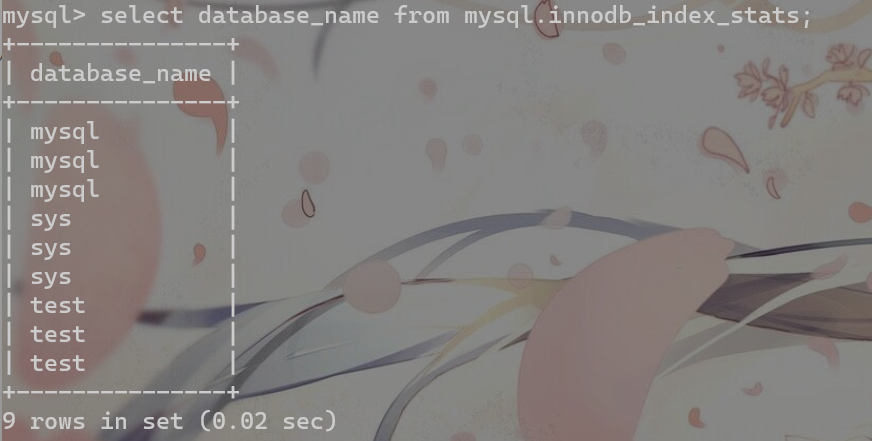 mysql> select database_name from mysql.innodb_index_stats;
+---------------+
| database_name |
+---------------+
| mysql         |
| mysql         |
| mysql         |
| sys           |
| sys           |
| sys           |
| test          |
| test          |
| test          |
+---------------+
9 rows in set (0.02 sec)